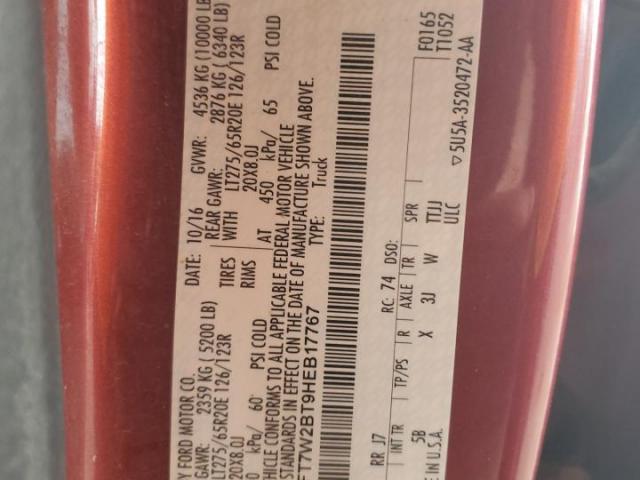 Y FORD MOTOR CO.
DATE: 10/16 GVWR: 4536 KG (10000 LB
GAWR: 2359 KG ( 5200 LB) REAR GAWR: 2876 KG ( 6340 LB)
WITH
LT275/65R20E 126/123R TIRES LT275/65R20E 126/123R
20X8.0J RIMS 20X8.0J
0 kPa/ 60 PSI COLD AT 450 kPa/ 65 PSI COLD
HICLE CONFORMS TO ALL APPLICABLE FEDERAL MOTOR VEHICLE
STANDARDS IN EFFECT ON THE DATE OF MANUFACTURE SHOWN ABOVE.
FT7W2BT9HEB17767 TYPE: Truck
F0165
T1052
RR J7 RC: 74 DSO:
INT TR TP/PS R AXLE TR SPR
5B X 3J W TTJJ
U.S.A. ULC
▽5U5A-3520472-AA